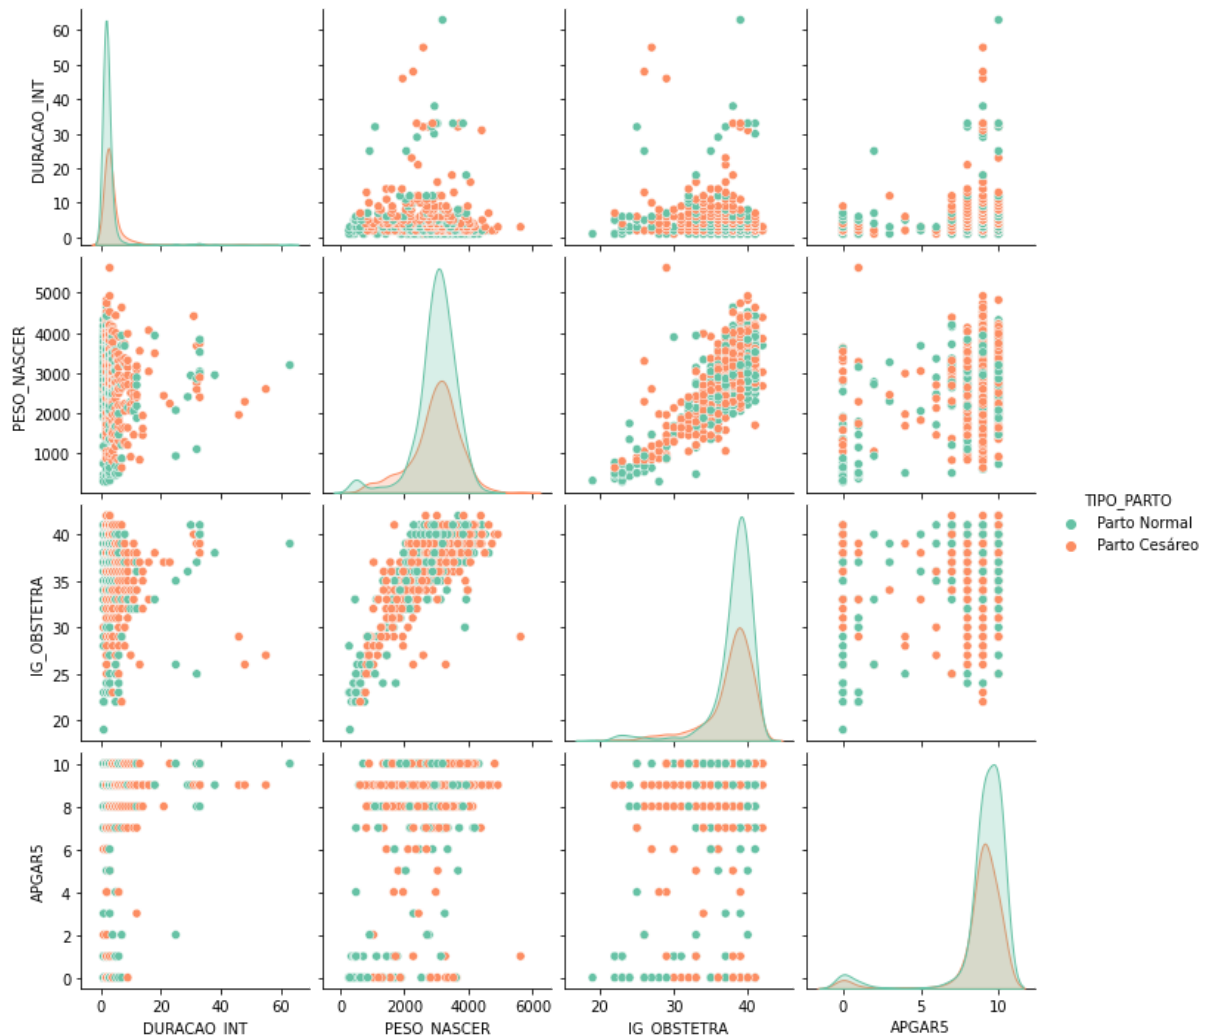 60
50
40
30
20
10
0
DURACAO_INT
5000
4000
3000
2000
1000
PESO_NASCER
TIPO_PARTO
Parto Normal
Parto Cesáreo
40
35
30
25
20
IG_OBSTETRA
10
8
6
4
2
0
APGAR5
0 20 40 60
DURACAO_INT
0 2000 4000 6000
PESO_NASCER
20 30 40
IG_OBSTETRA
0 5 10
APGAR5